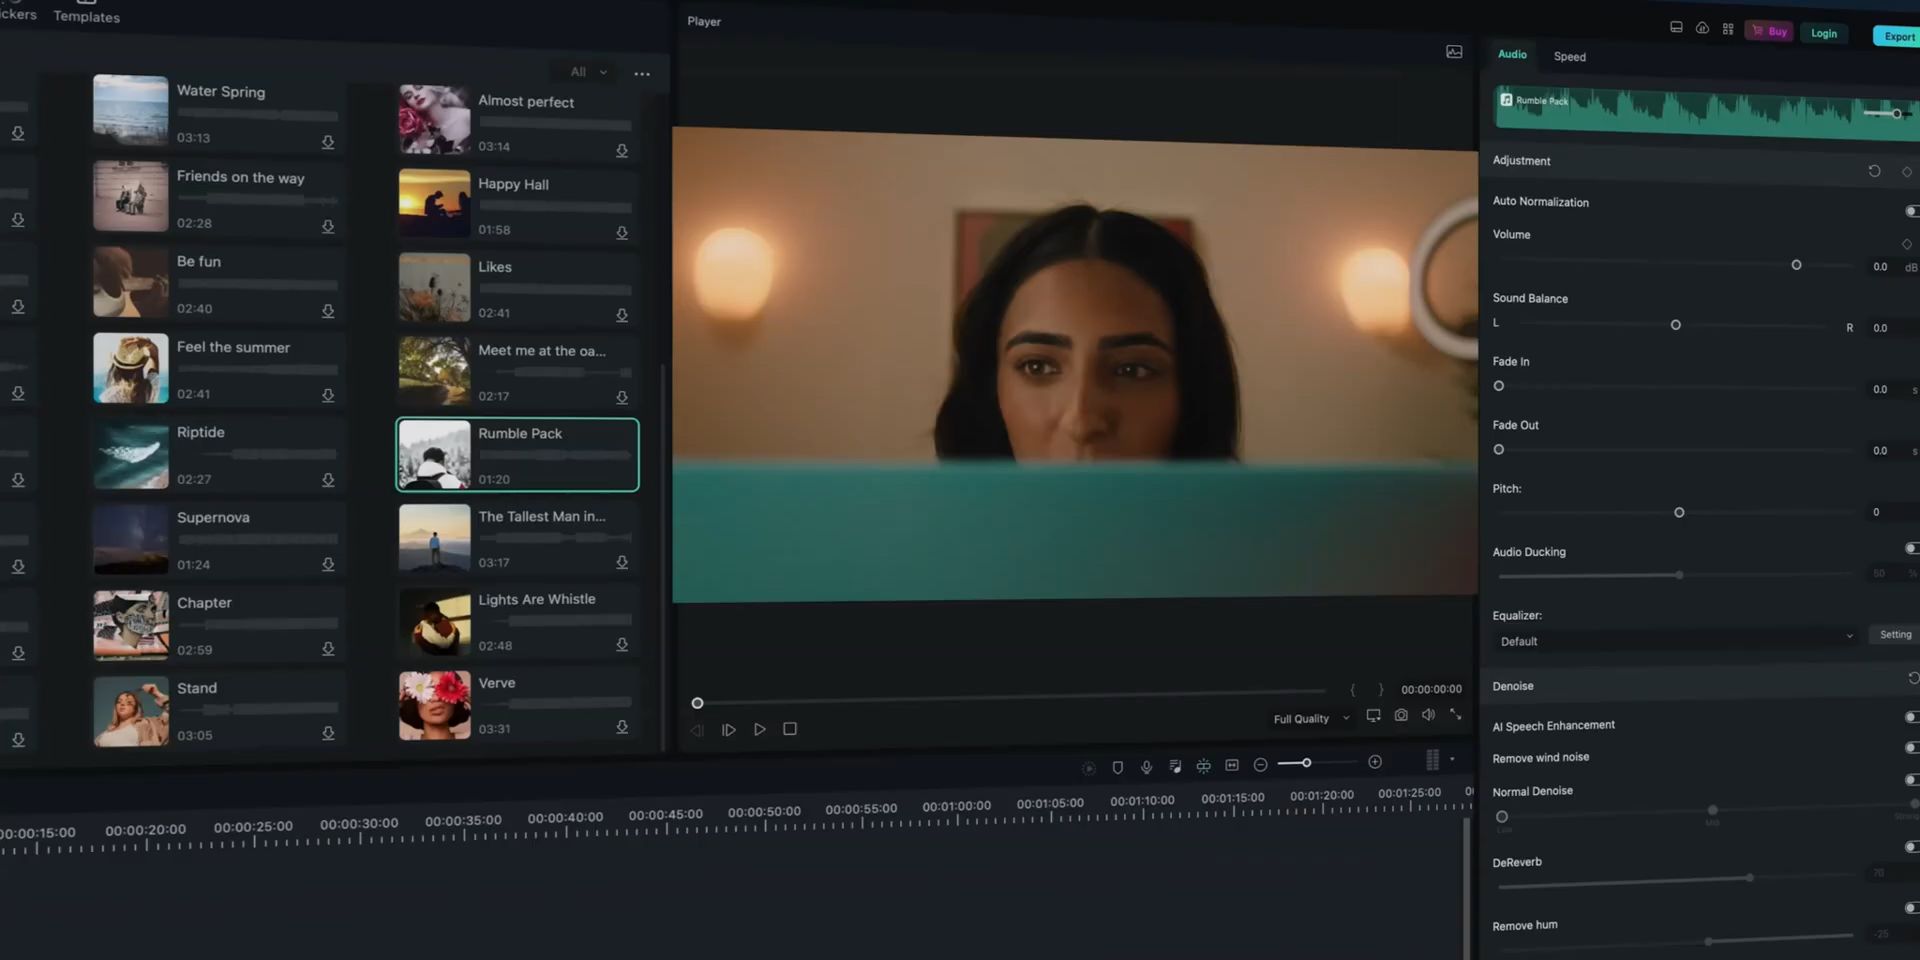 ickers
Templates
All
Water Spring
03:13
Almost perfect
03:14
Friends on the way
02:28
Happy Hall
01:58
Be fun
02:40
Likes
02:41
Feel the summer
02:41
Meet me at the oa...
02:17
Riptide
02:27
Rumble Pack
01:20
Supernova
01:24
The Tallest Man in...
03:17
Chapter
02:59
Lights Are Whistle
02:48
Stand
03:05
Verve
03:31
Player
Full Quality
00:00:00:00
Buy
Login
Export
Audio
Speed
Rumble Pack
Adjustment
Auto Normalization
Volume
0.0 dB
Sound Balance
L
R
0.0
Fade In
0.0 s
Fade Out
0.0 s
Pitch:
0
Audio Ducking
50 %
Equalizer:
Default
Setting
Denoise
AI Speech Enhancement
Remove wind noise
Normal Denoise
Low
Mid
Strong
DeReverb
70
Remove hum
-25
00:00:15:00
00:00:20:00
00:00:25:00
00:00:30:00
00:00:35:00
00:00:40:00
00:00:45:00
00:00:50:00
00:00:55:00
00:01:00:00
00:01:05:00
00:01:10:00
00:01:15:00
00:01:20:00
00:01:25:00